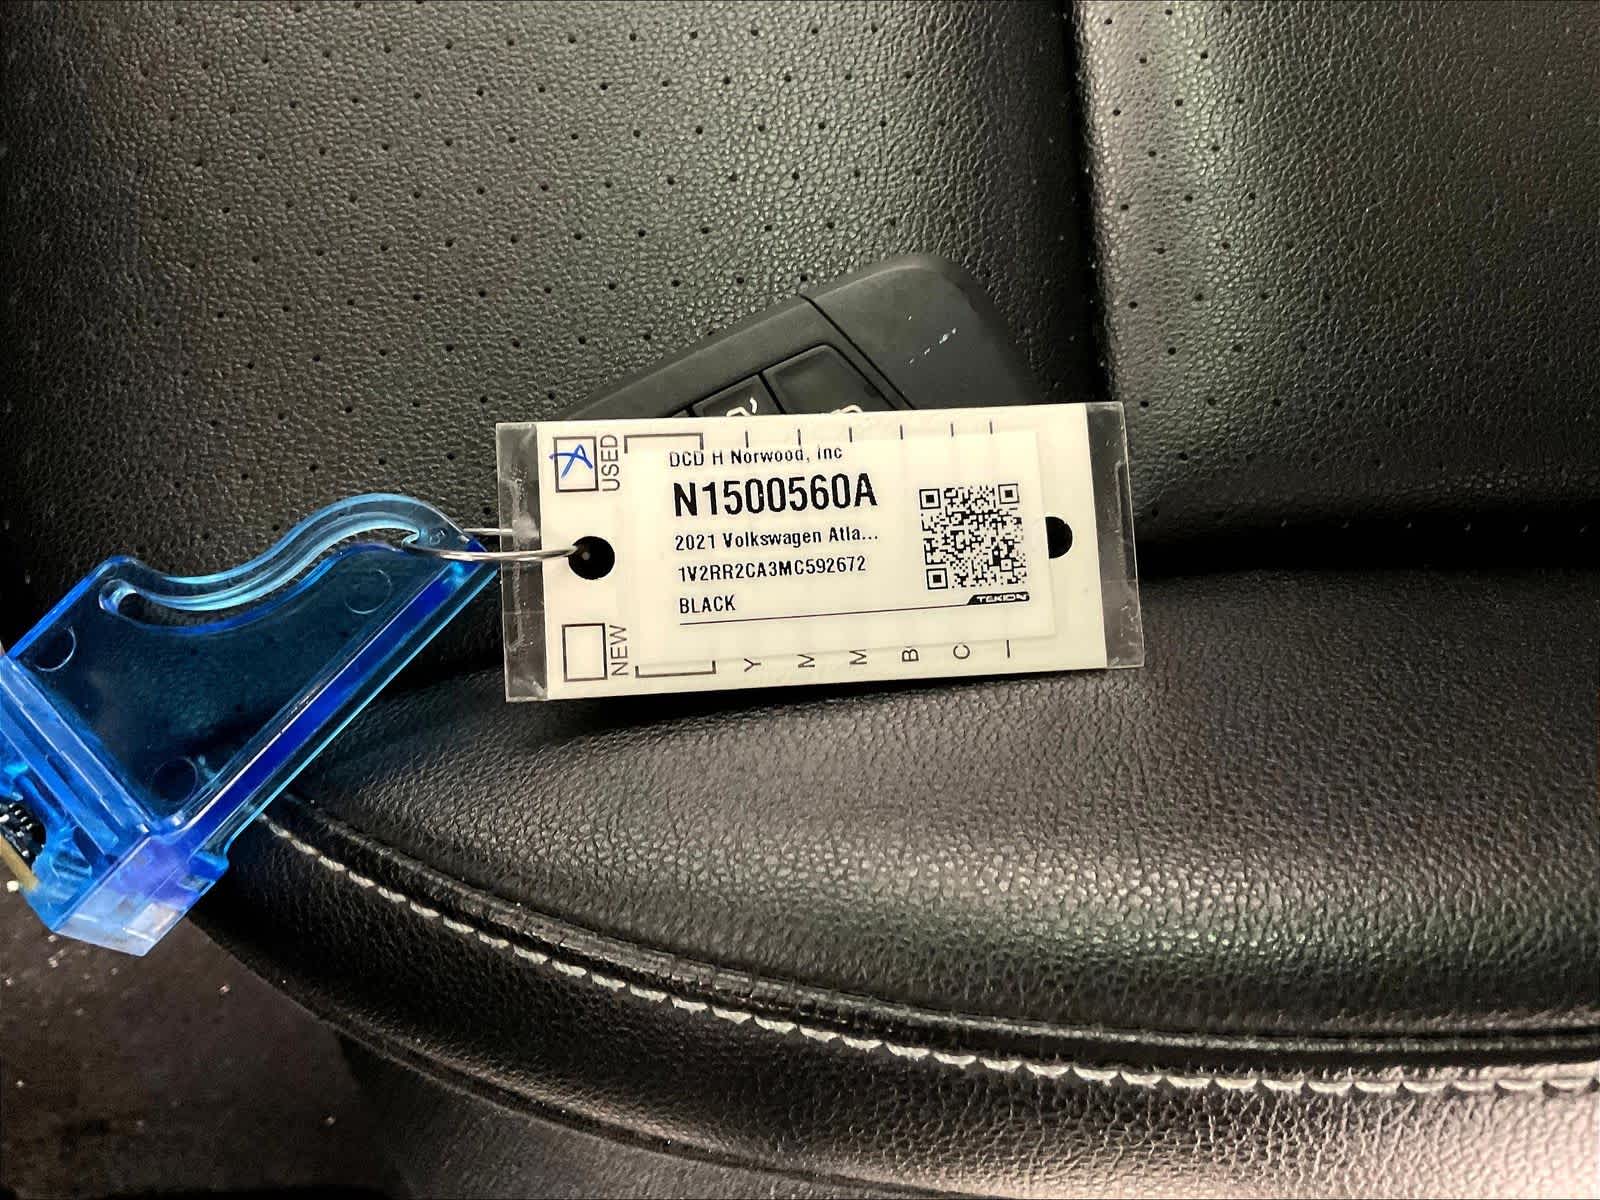 USED
DCD H Norwood, Inc
N1500560A
2021 Volkswagen Atla...
1V2RR2CA3MC592672
BLACK
TEKION
NEW
Y
M
M
B
C